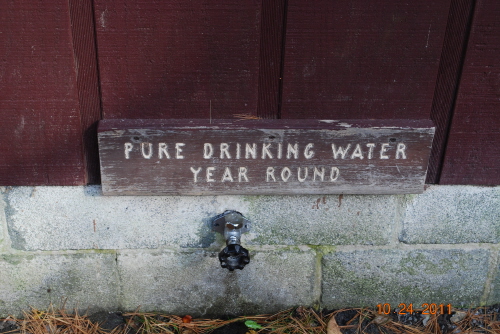 PURE DRINKING WATER
YEAR ROUND
10.24.2011